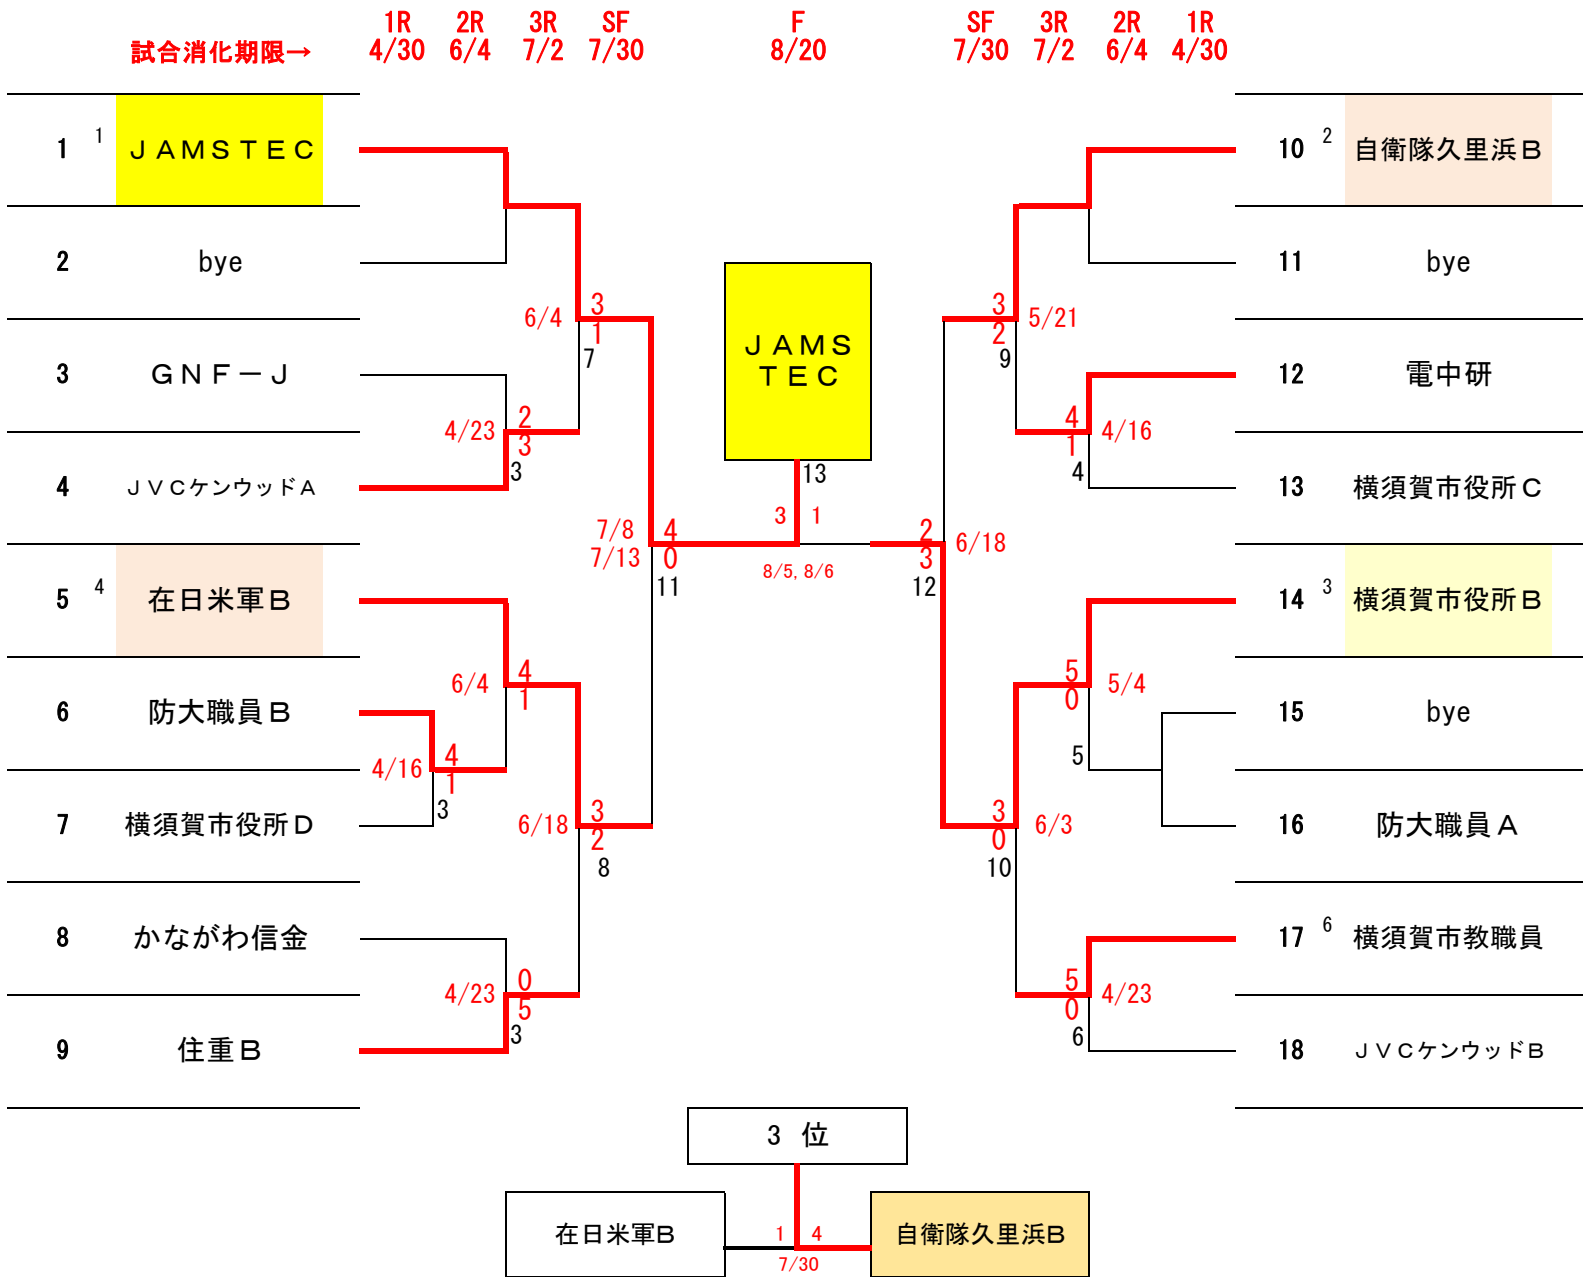 1R 2R 3R SF F SF 3R 2R 1R
試合消化期限→ 4/30 6/4 7/2 7/30 8/20 7/30 7/2 6/4 4/30
1 1 ＪＡＭＳＴＥＣ
2 bye
6/4 3
1
7
3 ＧＮＦ－Ｊ
4/23 2
3
3
4 ＪＶＣケンウッドＡ
7/8 4
7/13 0
11
5 4 在日米軍Ｂ
6/4 4
1
6 防大職員Ｂ
4/16 4
1
3
7 横須賀市役所Ｄ
6/18 3
2
8
8 かながわ信金
4/23 0
5
3
9 住重Ｂ
ＪＡＭＳ
ＴＥＣ
13
3 1
8/5, 8/6
10 2 自衛隊久里浜Ｂ
11 bye
3 5/21
2
9
12 電中研
4 4/16
1
4
13 横須賀市役所Ｃ
2 6/18
3
12
14 3 横須賀市役所Ｂ
5 5/4
0
5
15 bye
16 防大職員Ａ
3 6/3
0
10
17 6 横須賀市教職員
5 4/23
0
6
18 ＪＶＣケンウッドＢ
3 位
在日米軍B 1 4 自衛隊久里浜B
7/30